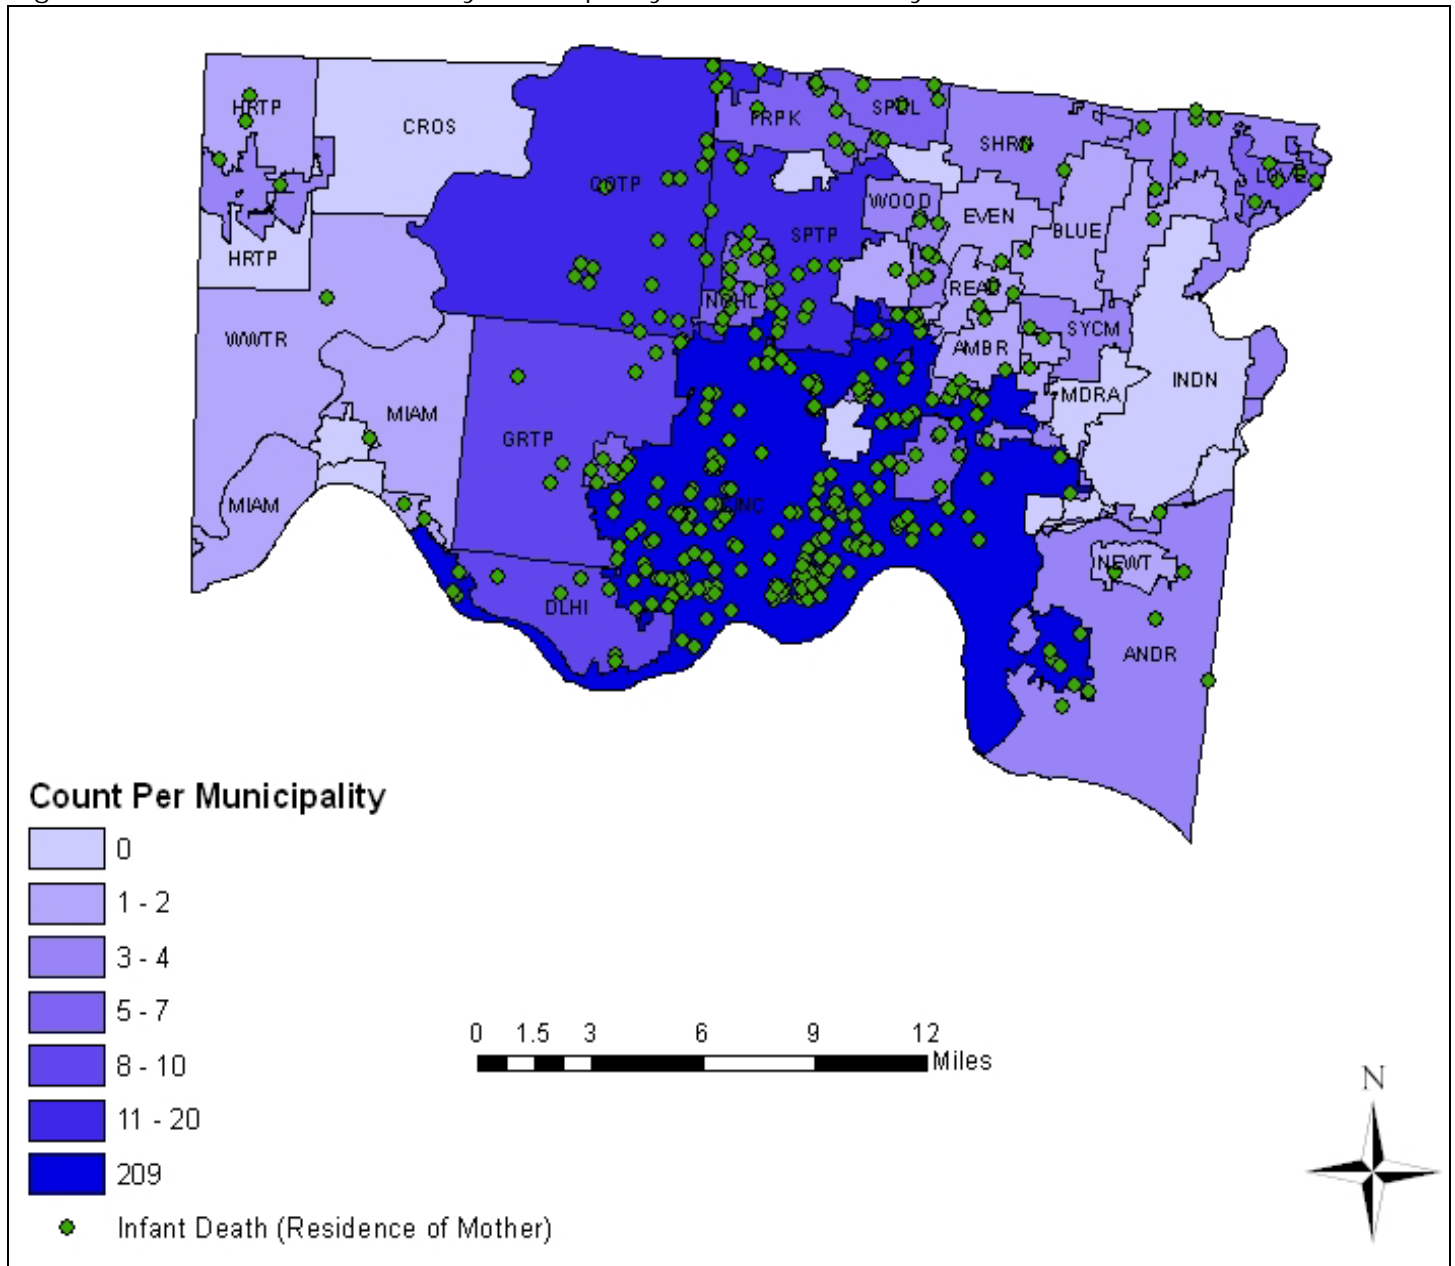 HRTP
CROS
FRPK
SPDL
SHRN
LOVE
COTP
WOOD
EVEN
BLUE
SPTP
HRTP
READ
NCHL
SYCM
WWTR
AMBR
INDN
MDRA
MIAM
GRTP
MIAM
CINC
NEWT
DLHI
ANDR
Count Per Municipality
0
1 - 2
3 - 4
5 - 7
8 - 10
11 - 20
209
Infant Death (Residence of Mother)
0 1.5 3 6 9 12
Miles
N